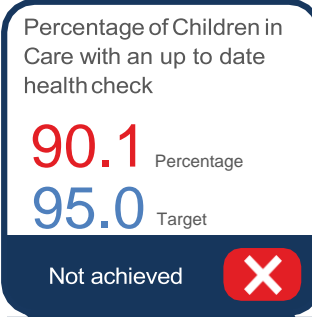 Percentage of Children in
Care with an up to date
health check
90.1 Percentage
95.0 Target
Not achieved